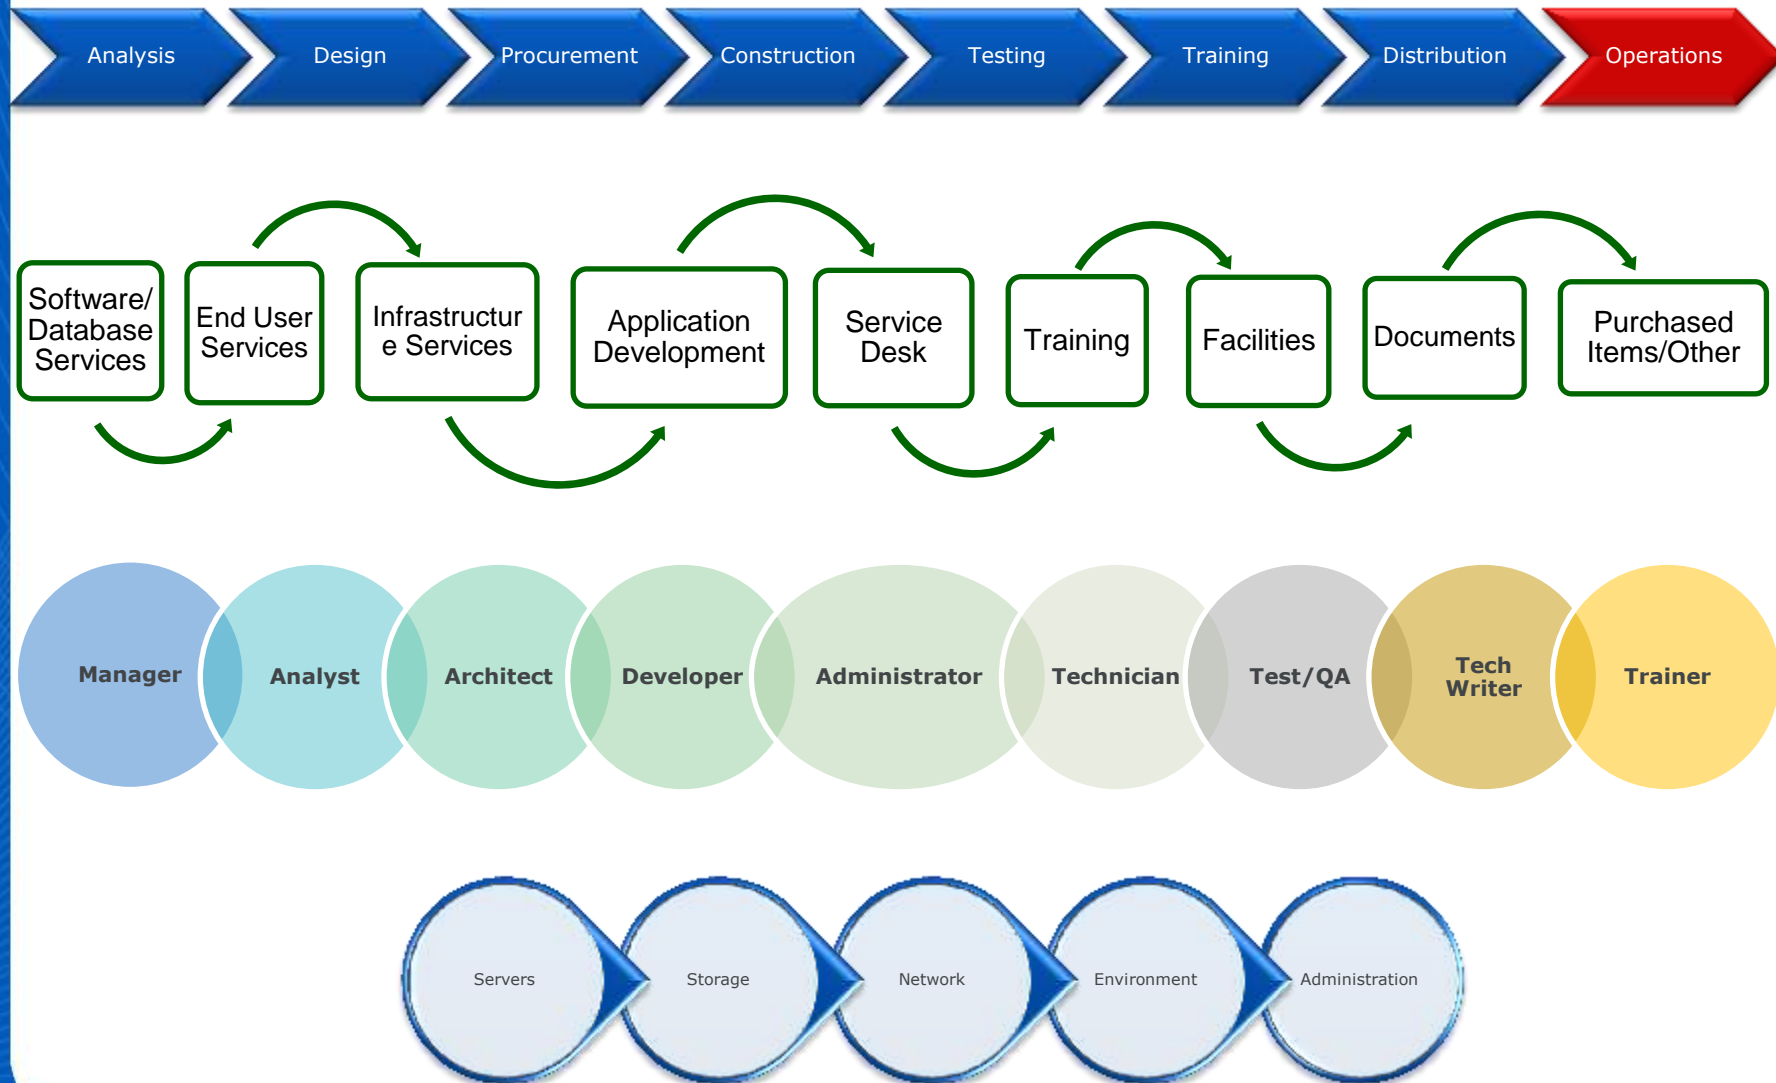 Analysis
Design
Procurement
Construction
Testing
Training
Distribution
Operations
Software/
Database
Services
End User
Services
Infrastructur
e Services
Application
Development
Service
Desk
Training
Facilities
Documents
Purchased
Items/Other
Manager
Analyst
Architect
Developer
Administrator
Technician
Test/QA
Tech
Writer
Trainer
Servers
Storage
Network
Environment
Administration